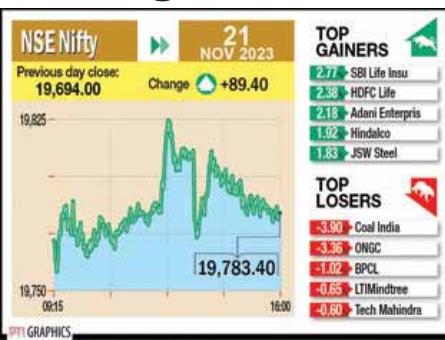 NSE Nifty
21
NOV 2023
Previous day close:
19,694.00
Change +89.40
19,825
19,783.40
19,750
09:15
16:00
TOP
GAINERS
2.77 SBI Life Insu
2.38 HDFC Life
2.18 Adani Enterpris
1.92 Hindalco
1.83 JSW Steel
TOP
LOSERS
-3.90 Coal India
-3.36 ONGC
-1.02 BPCL
-0.65 LTIMindtree
-0.60 Tech Mahindra
PTI GRAPHICS